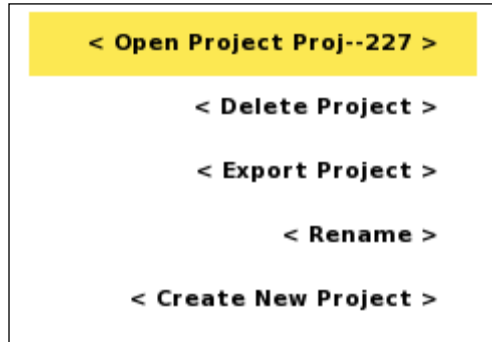 < Open Project Proj--227 >
< Delete Project >
< Export Project >
< Rename >
< Create New Project >